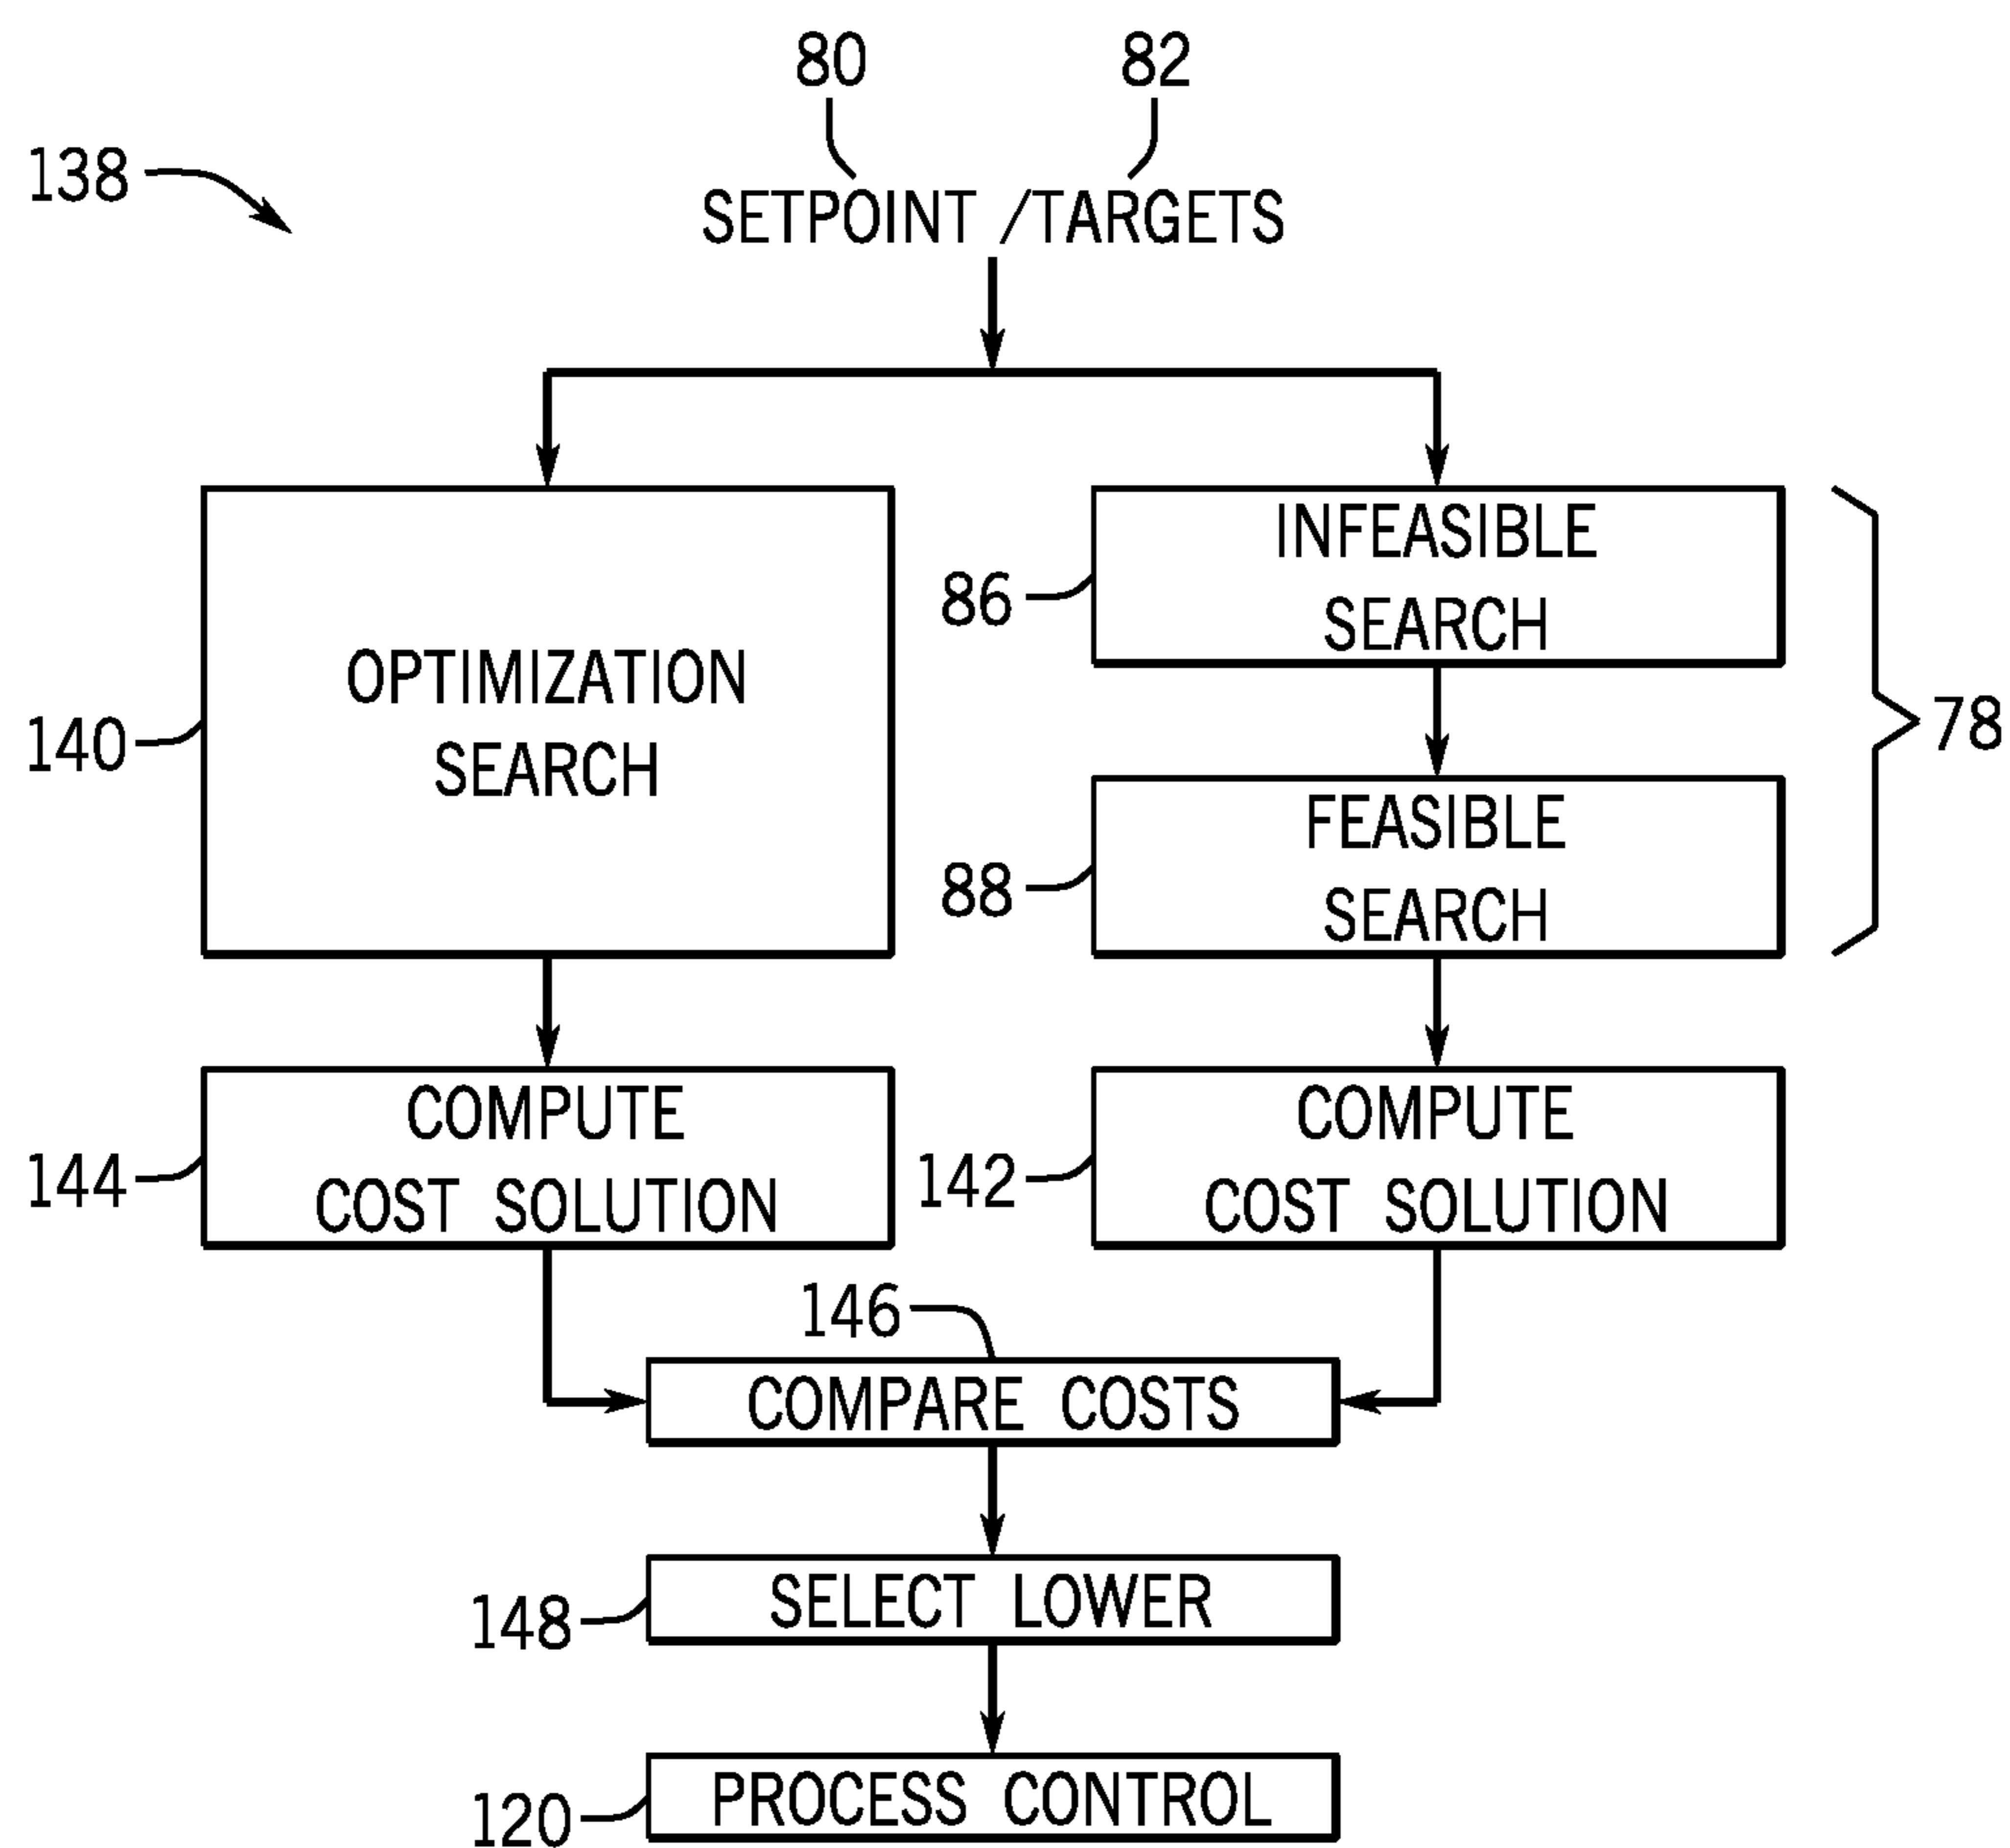 80
82
138
SETPOINT /TARGETS
INFEASIBLE
SEARCH
86
OPTIMIZATION
SEARCH
140
78
FEASIBLE
SEARCH
88
COMPUTE
COST SOLUTION
144
COMPUTE
COST SOLUTION
142
146
COMPARE COSTS
SELECT LOWER
148
PROCESS CONTROL
120